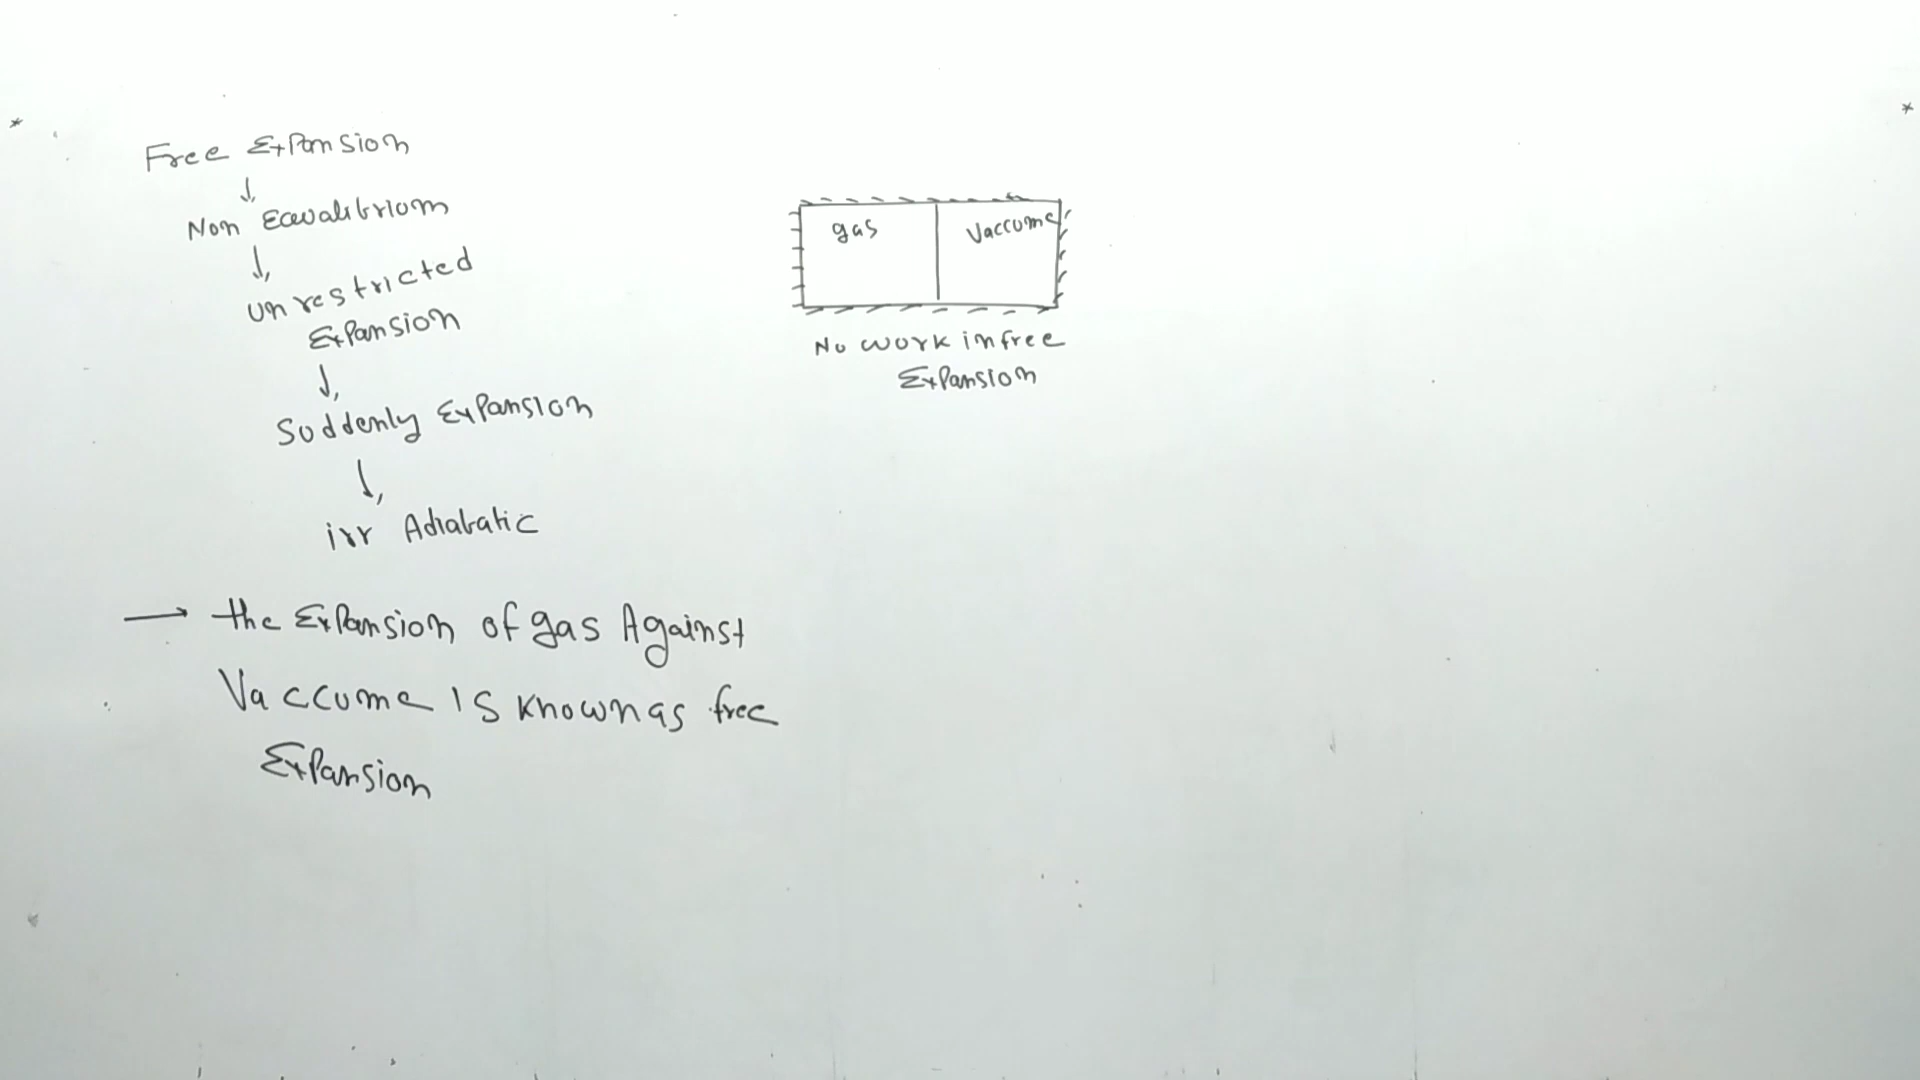 Free Expansion
Non Equvalibrium
unrestricted
Expansion
Suddenly Expansion
irr Adiabatic
→ the Expansion of gas Against
Vaccume is known as free
Expansion
gas
Vaccume
No work in free
Expansion